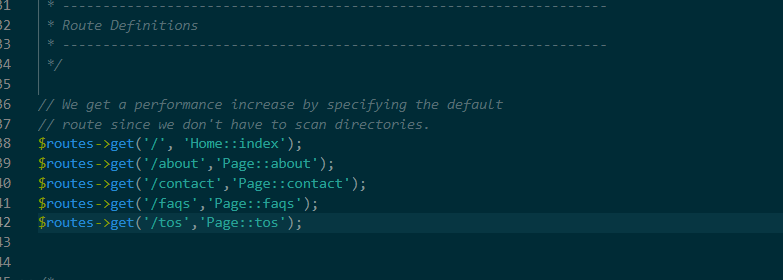 31 * --------------------------------------------------------------------
32 * Route Definitions
33 * --------------------------------------------------------------------
34 */
35
36 // We get a performance increase by specifying the default
37 // route since we don't have to scan directories.
38 $routes->get('/', 'Home::index');
39 $routes->get('/about','Page::about');
40 $routes->get('/contact','Page::contact');
41 $routes->get('/faqs','Page::faqs');
42 $routes->get('/tos','Page::tos');
43
44
45 /*